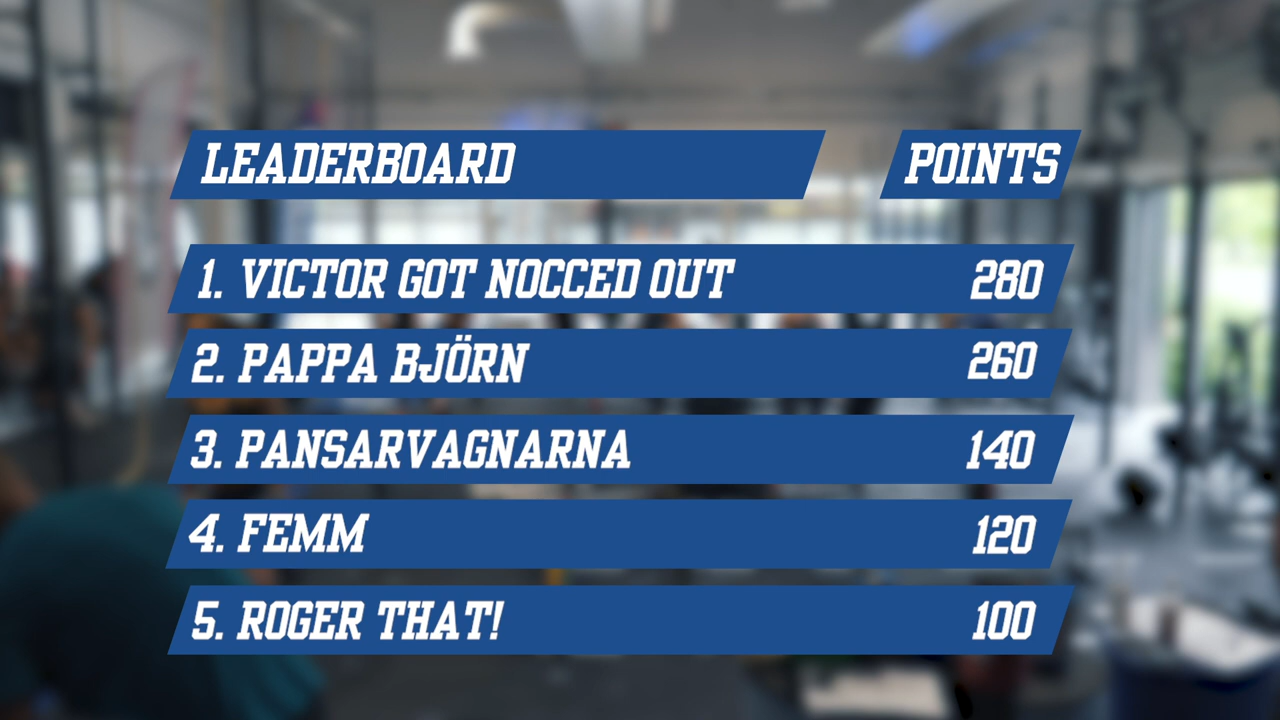 LEADERBOARD POINTS
1. VICTOR GOT NOCCED OUT 280
2. PAPPA BJÖRN 260
3. PANSARVAGNARNA 140
4. FEMM 120
5. ROGER THAT! 100